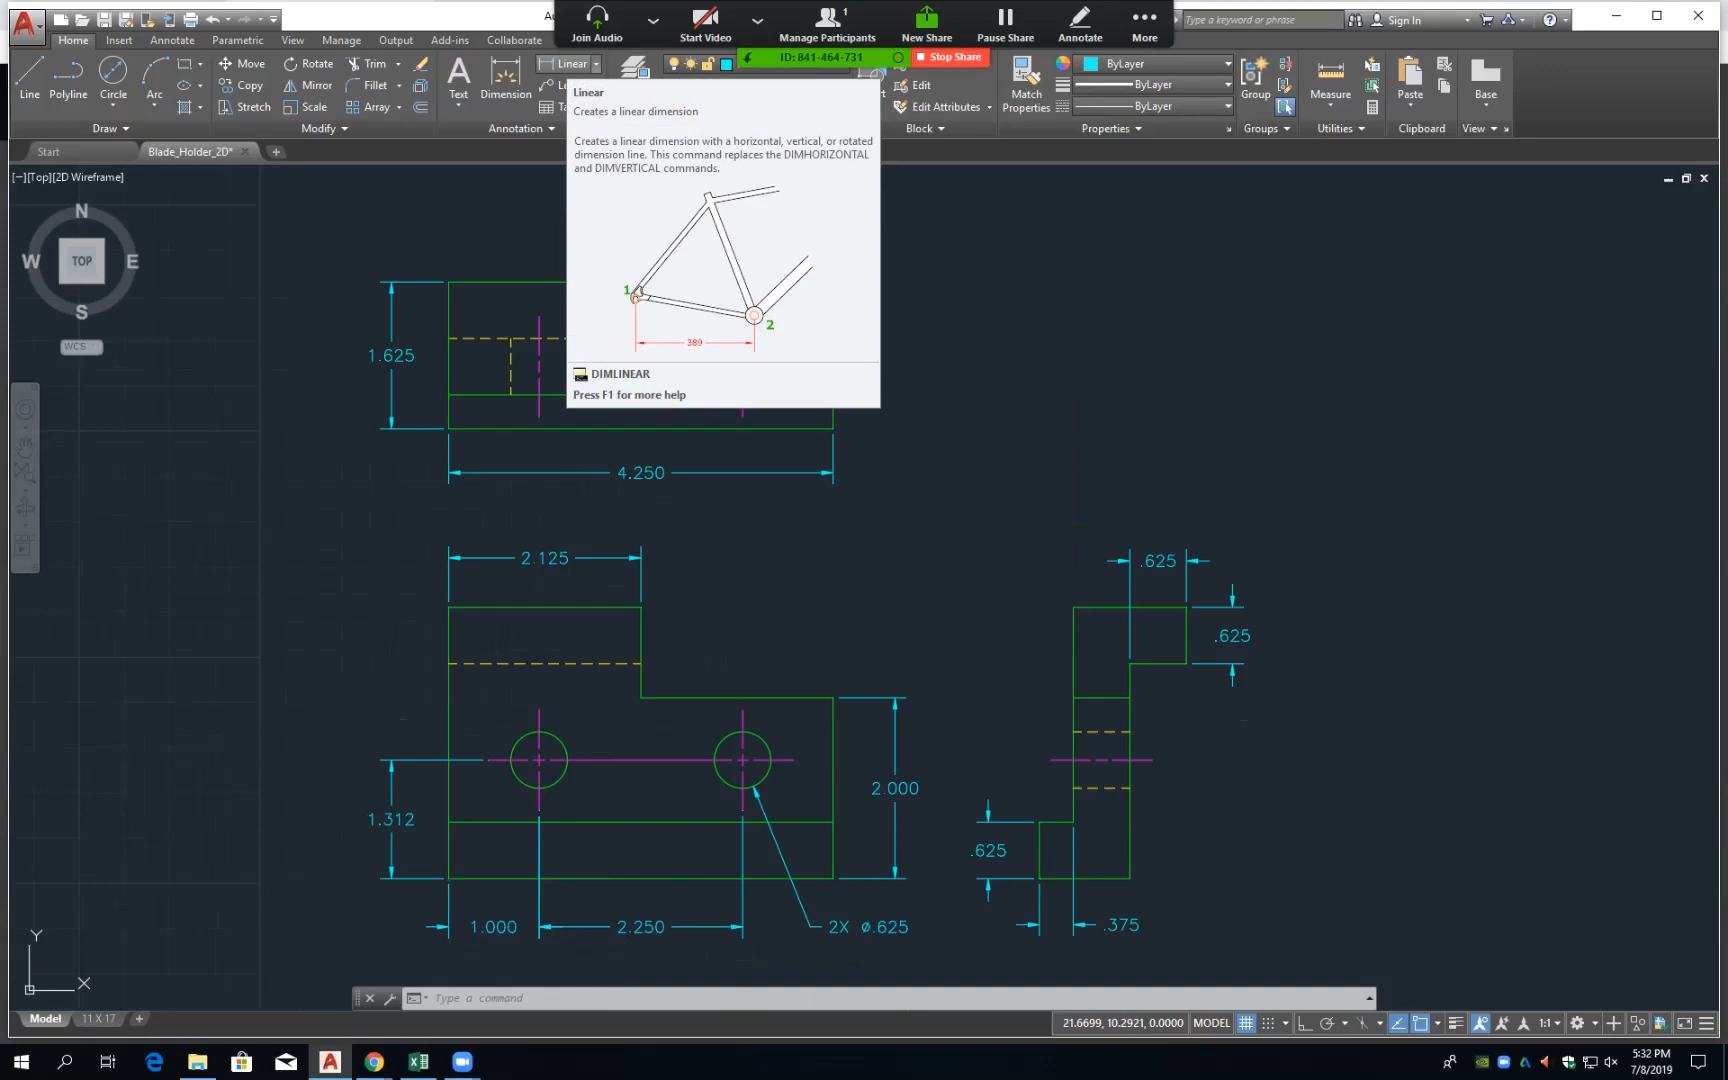 Au
Join Audio
Start Video
1
Manage Participants
New Share
Pause Share
Annotate
More
Type a keyword or phrase
Sign In
Home Insert Annotate Parametric View Manage Output Add-ins Collaborate
ID: 841-464-731
Stop Share
Line
Polyline
Circle
Arc
Move
Copy
Stretch
Rotate
Mirror
Scale
Trim
Fillet
Array
Text
Dimension
Linear
Edit
Edit Attributes
Match
Properties
ByLayer
ByLayer
ByLayer
Group
Measure
Paste
Base
Draw
Modify
Annotation
Block
Properties
Groups
Utilities
Clipboard
View
Start
Blade_Holder_2D*
[−][Top][2D Wireframe]
N
W
TOP
E
S
WCS
Linear
Creates a linear dimension
Creates a linear dimension with a horizontal, vertical, or rotated
dimension line. This command replaces the DIMHORIZONTAL
and DIMVERTICAL commands.
1
2
389
DIMLINEAR
Press F1 for more help
1.625
4.250
2.125
.625
.625
1.312
2.000
.625
1.000
2.250
2X Ø.625
.375
Y
X
Type a command
Model
11 X 17
21.6699, 10.2921, 0.0000
MODEL
1:1
5:32 PM
7/8/2019